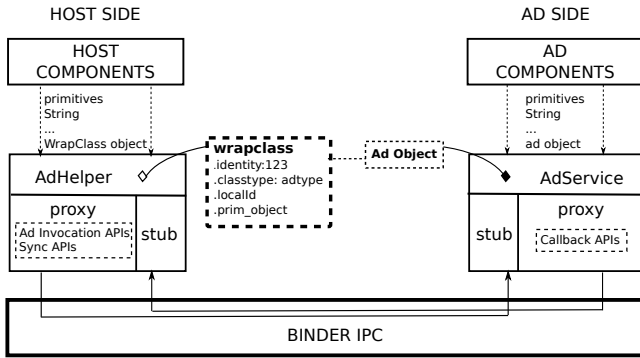 HOST SIDE
AD SIDE
HOST
COMPONENTS
AD
COMPONENTS
primitives
String
...
WrapClass object
primitives
String
...
ad object
wrapclass
.identity:123
.classtype: adtype
.localId
.prim_object
Ad Object
AdHelper
AdService
proxy
Ad Invocation APIs
Sync APIs
stub
stub
proxy
Callback APIs
BINDER IPC